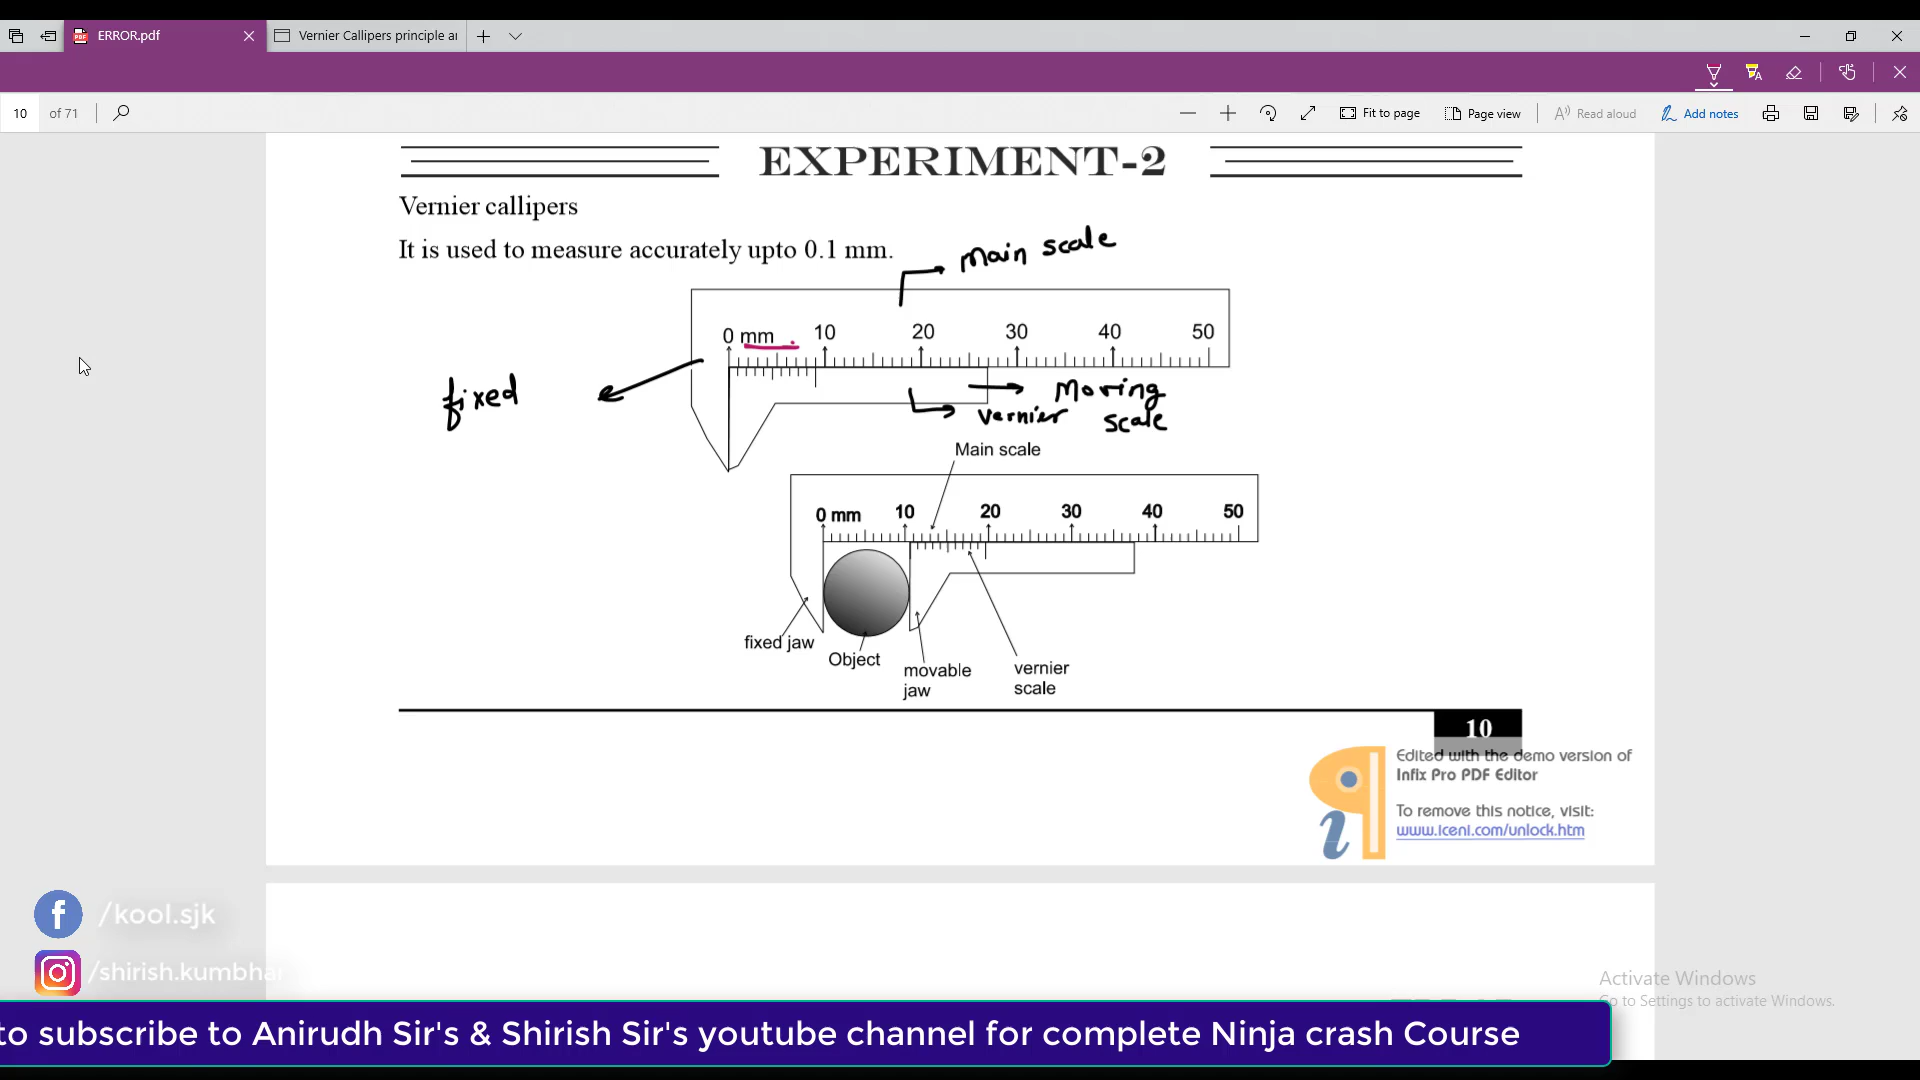 ERROR.pdf
Vernier Callipers principle an
10 of 71
Fit to page
Page view
Read aloud
Add notes
EXPERIMENT-2
Vernier callipers
It is used to measure accurately upto 0.1 mm.
main scale
0 mm 10 20 30 40 50
fixed
Moving
vernier scale
Main scale
0 mm 10 20 30 40 50
fixed jaw
Object
movable
jaw
vernier
scale
10
Edited with the demo version of
Infix Pro PDF Editor
To remove this notice, visit:
www.iceni.com/unlock.htm
/kool.sjk
/shirish.kumbhar
Activate Windows
Go to Settings to activate Windows.
to subscribe to Anirudh Sir's & Shirish Sir's youtube channel for complete Ninja crash Course